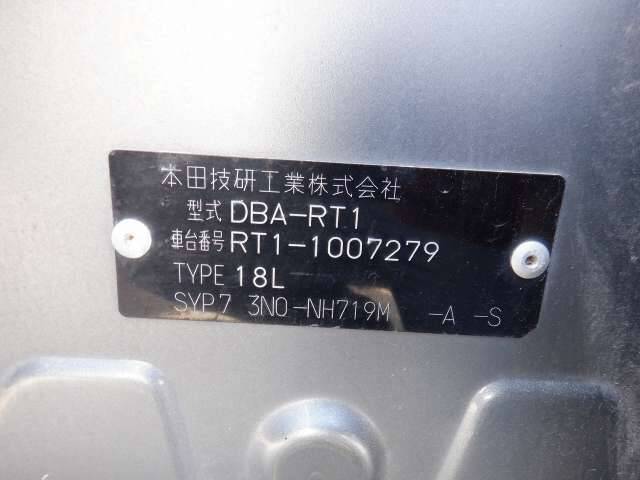 本田技研工業株式会社
型式 DBA-RT1
車台番号 RT1-1007279
TYPE 18L
SYP7 3N0-NH719M -A -S